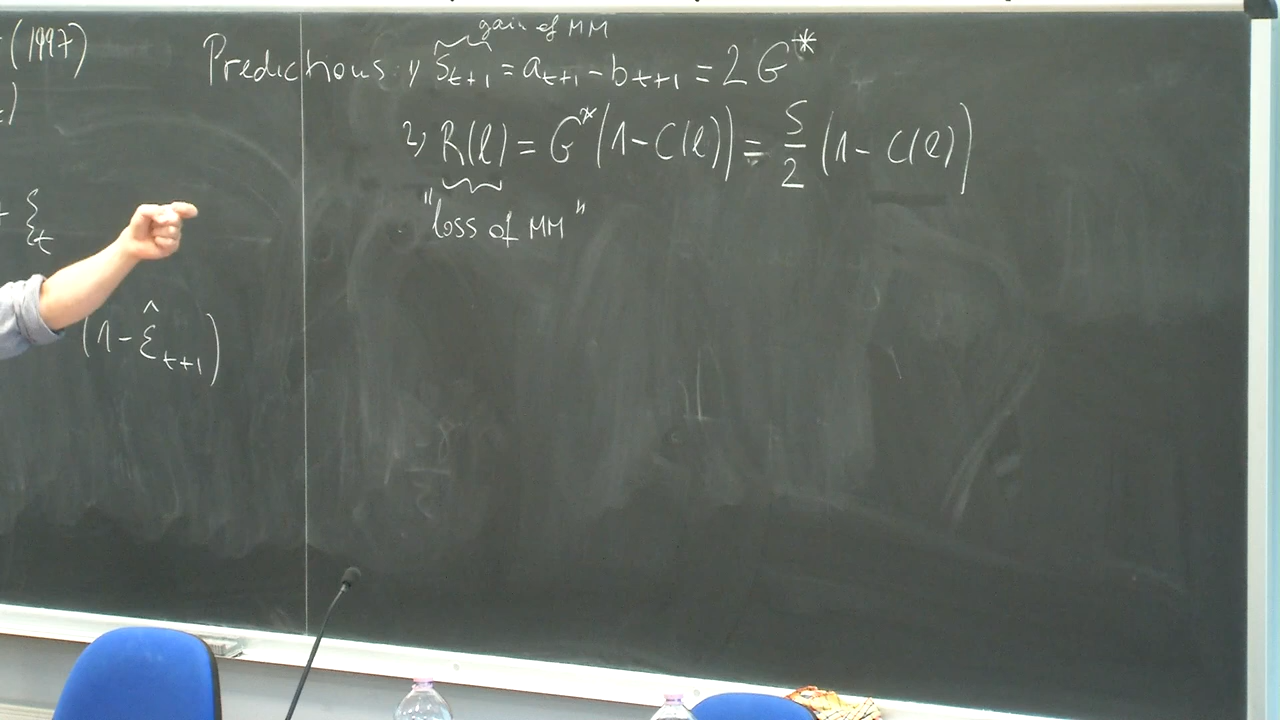 (1997)
gain of MM
Predictions: 1) S_{t+1} = a_{t+1} - b_{t+1} = 2G*
2) R(ℓ) = G*(1 - C(ℓ)) = S/2 (1 - C(ℓ))
"loss of MM"
ξ_t
(1 - ε̂_{t+1})